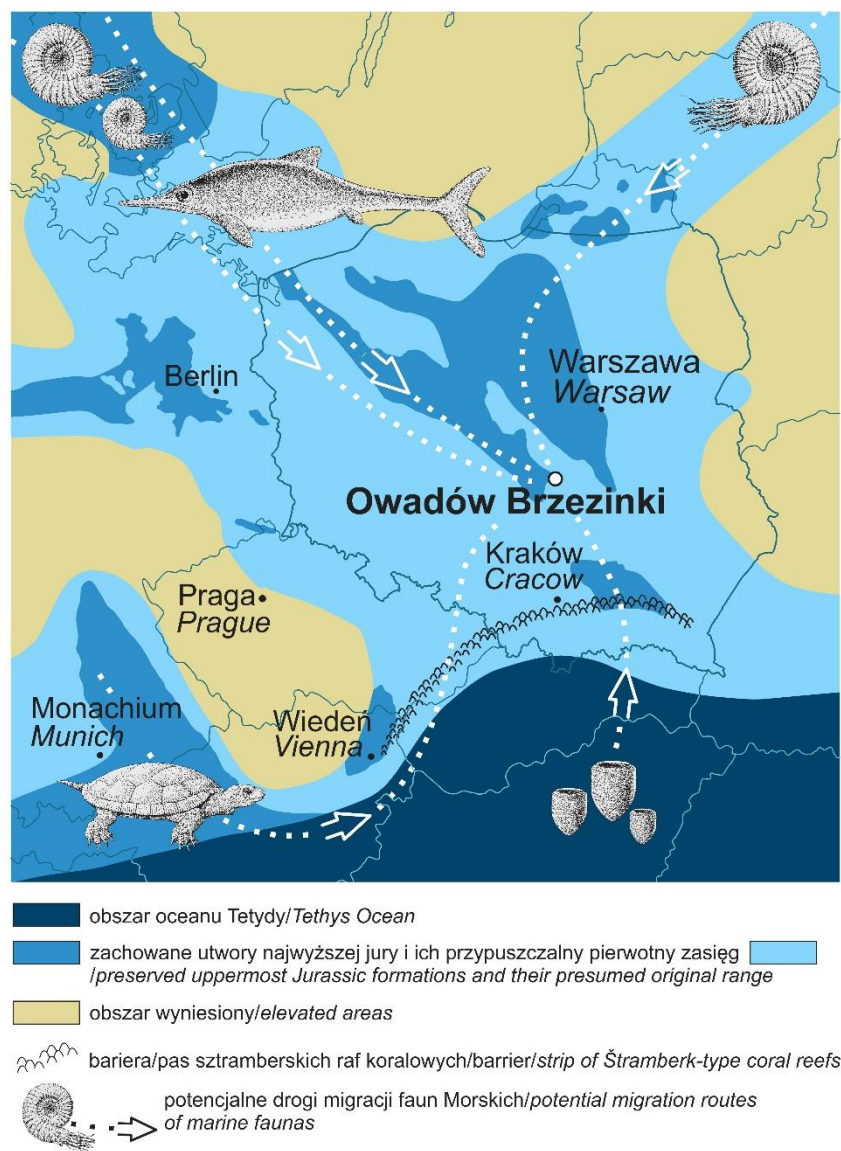 Berlin
Warszawa
Warsaw
Owadów Brzezinki
Kraków
Cracow
Praga
Prague
Monachium
Munich
Wiedeń
Vienna
obszar oceanu Tetydy/Tethys Ocean
zachowane utwory najwyższej jury i ich przypuszczalny pierwotny zasięg
/preserved uppermost Jurassic formations and their presumed original range
obszar wyniesiony/elevated areas
bariera/pas sztramberskich raf koralowych/barrier/strip of Štramberk-type coral reefs
potencjalne drogi migracji faun Morskich/potential migration routes
of marine faunas